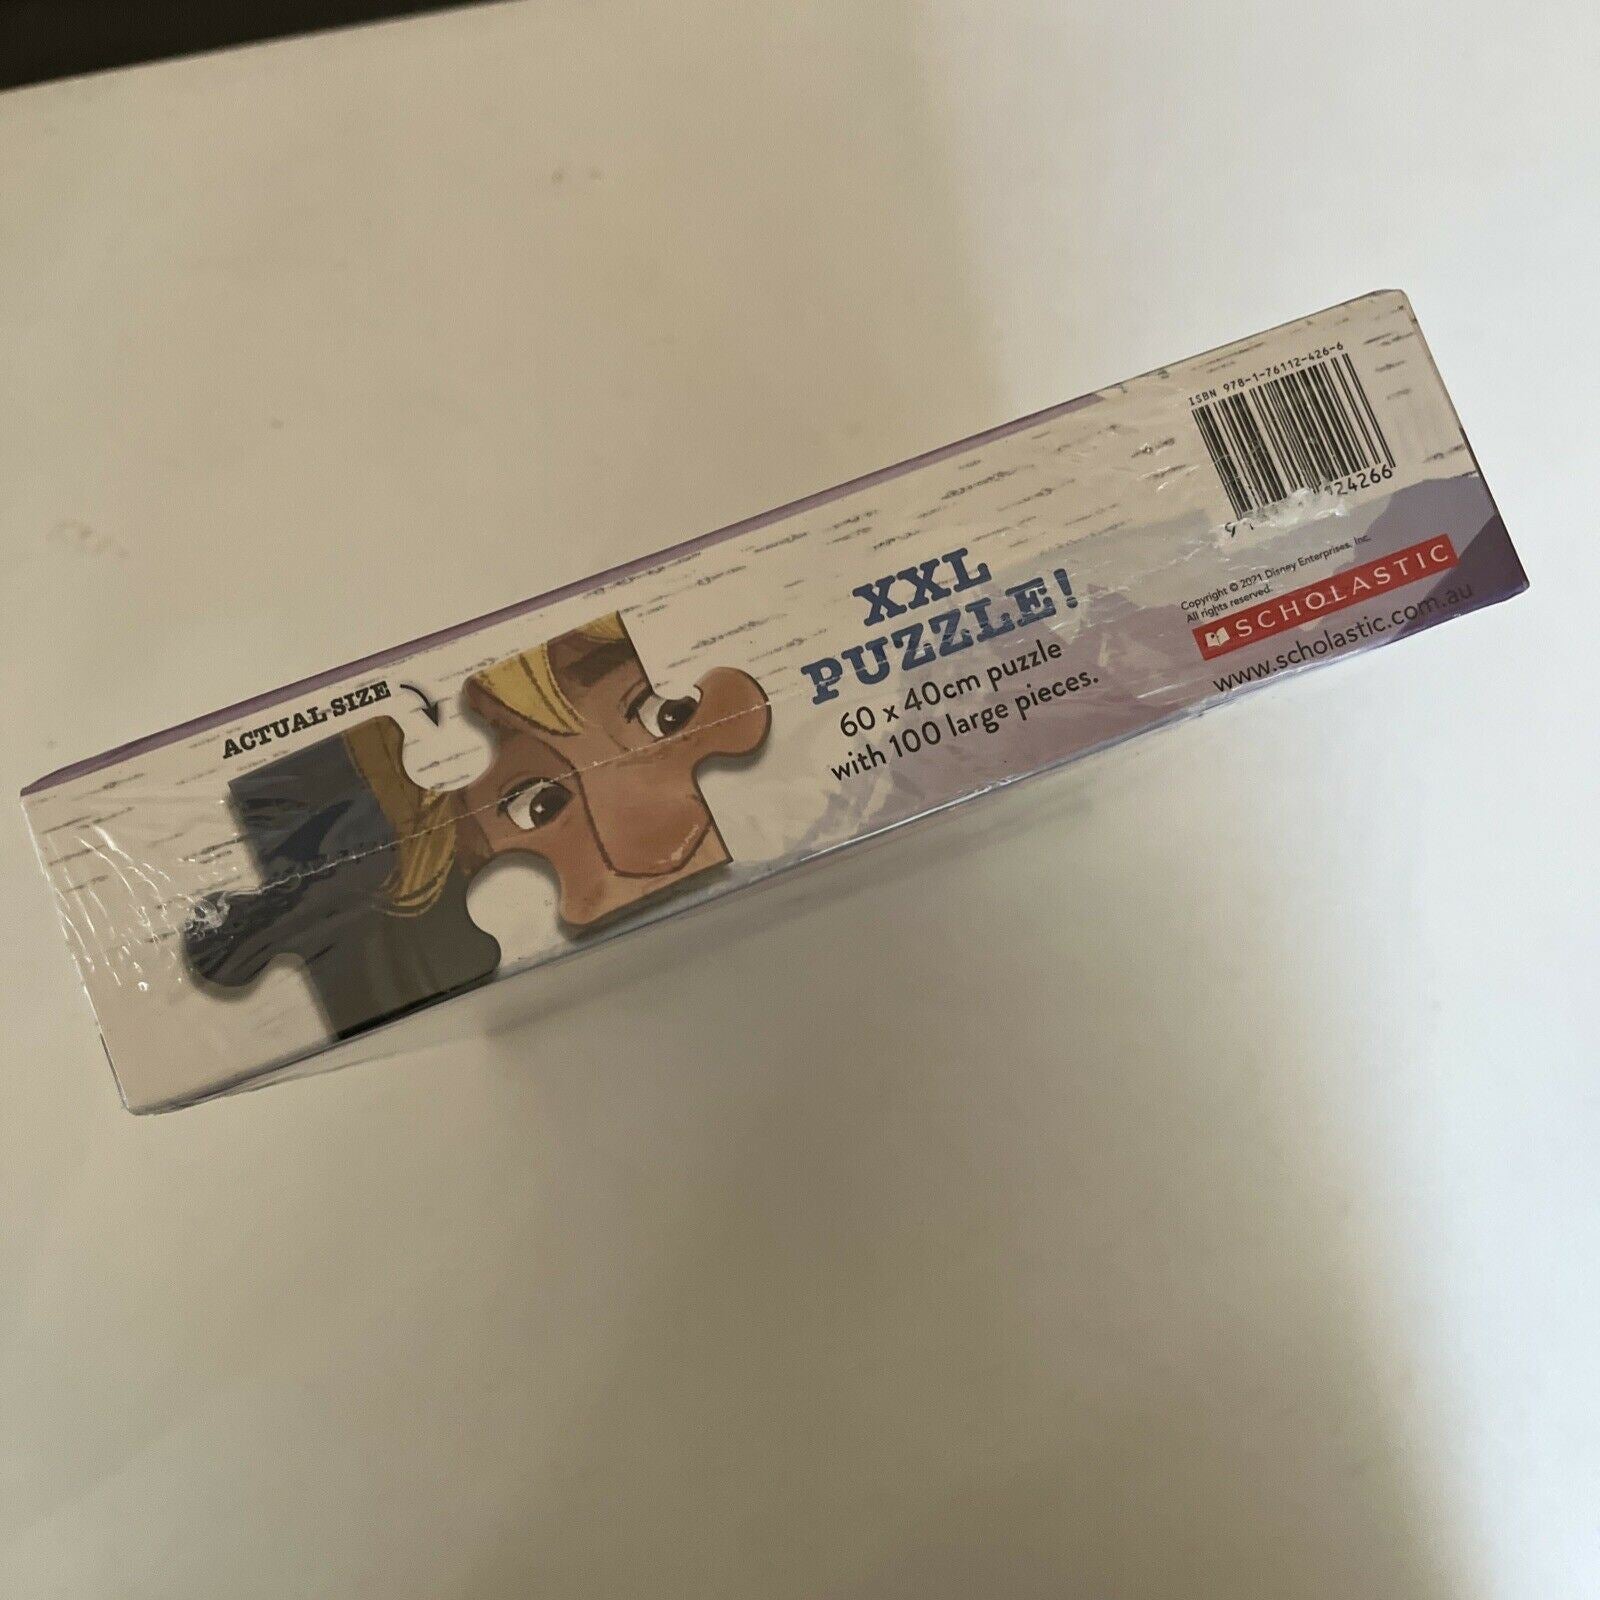 ACTUAL SIZE
XXL
PUZZLE!
60 x 40cm puzzle
with 100 large pieces.
ISBN 978-1-76112-426-6
24266
Copyright © 2021 Disney Enterprises, Inc.
All rights reserved.
SCHOLASTIC
www.scholastic.com.au